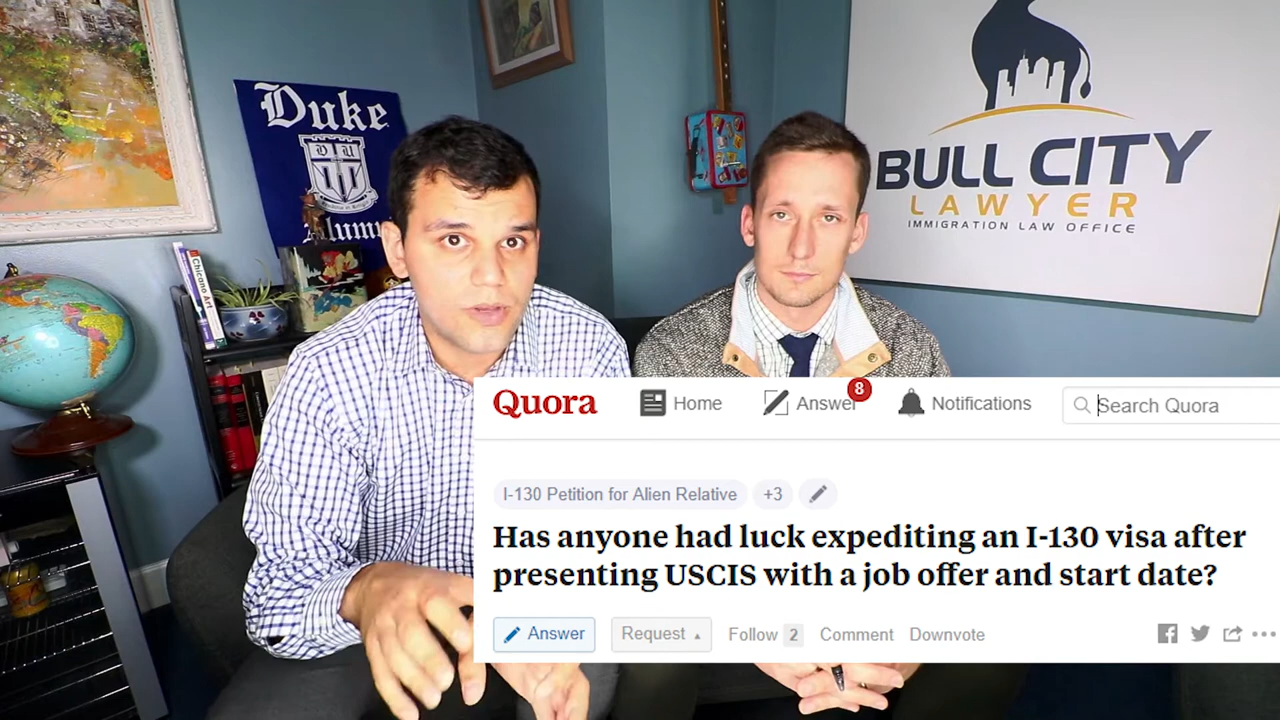 Duke
Alumni
Chicano Art
BULL CITY
LAWYER
IMMIGRATION LAW OFFICE
Quora
Home
Answer
8
Notifications
Search Quora
I-130 Petition for Alien Relative
+3
Has anyone had luck expediting an I-130 visa after
presenting USCIS with a job offer and start date?
Answer
Request
Follow 2
Comment
Downvote